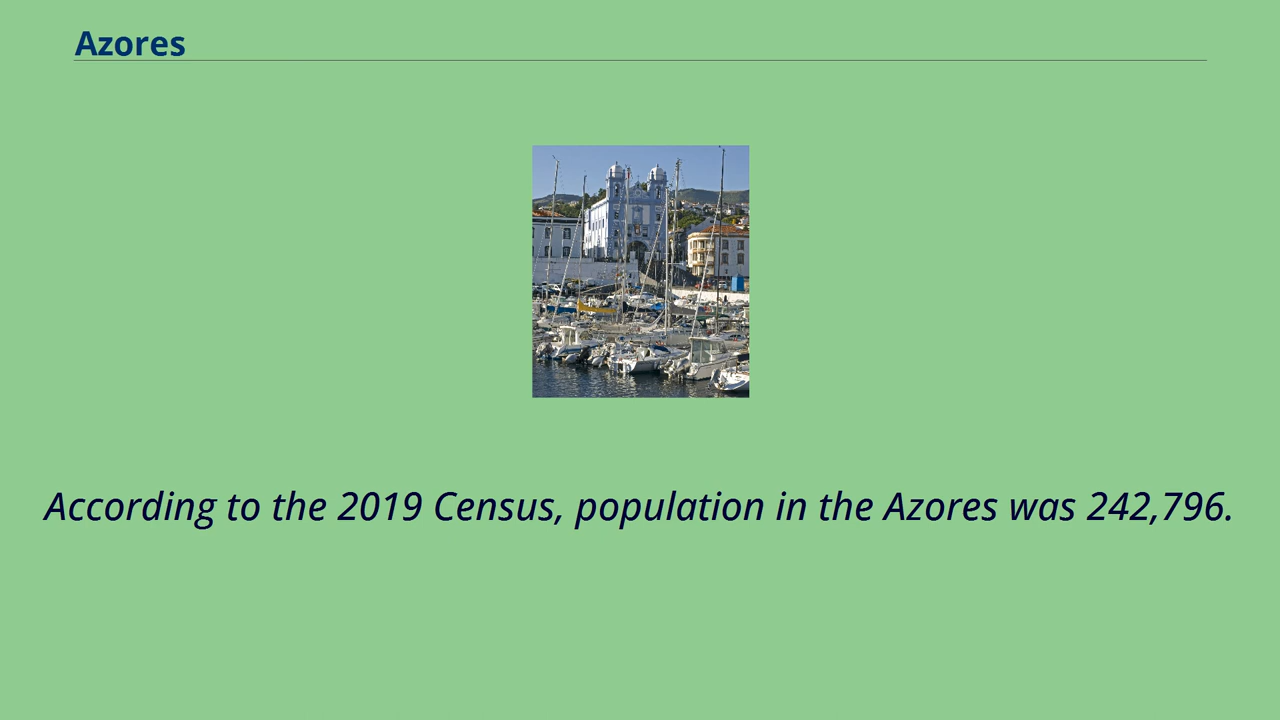 Azores
According to the 2019 Census, population in the Azores was 242,796.